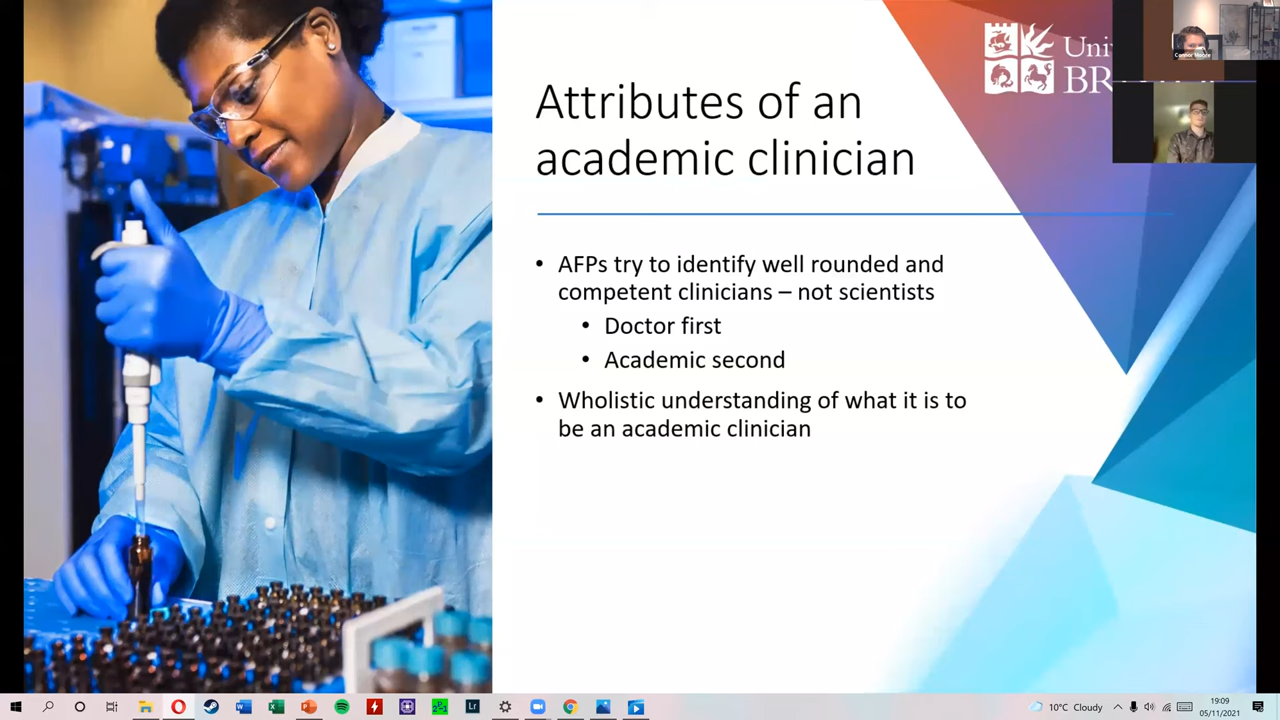 Attributes of an
academic clinician
• AFPs try to identify well rounded and
competent clinicians – not scientists
• Doctor first
• Academic second
• Wholistic understanding of what it is to
be an academic clinician
Connor Moore
10°C Cloudy
19:09
05/11/2021